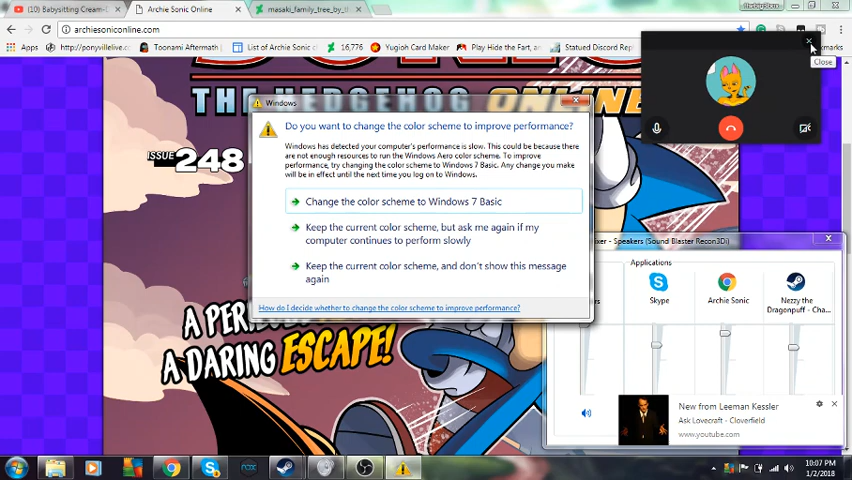 (10) Babysitting Cream-
Archie Sonic Online
masaki_family_tree_by_t
archiesoniconline.com
Apps
http://ponyvillelive.c
Toonami Aftermath
List of Archie Sonic c
16,776
Yugioh Card Maker
Play Hide the Fart, an
Statued Discord Rep
okmarks
Close
THE HEDGEHOG ONLINE
ISSUE 248
Windows
Do you want to change the color scheme to improve performance?
Windows has detected your computer's performance is slow. This could be because
there are not enough resources to run the Windows Aero color scheme. To improve
performance, try changing the color scheme to Windows 7 Basic. Any change you make
will be in effect until the next time you log on to Windows.
Change the color scheme to Windows 7 Basic
Keep the current color scheme, but ask me again if my
computer continues to perform slowly
Keep the current color scheme, and don't show this message
again
How do I decide whether to change the color scheme to improve performance?
ixer - Speakers (Sound Blaster Recon3Di)
Applications
Skype
Archie Sonic
Nezzy the
Dragonpuff - Cha...
A DARING ESCAPE!
New from Leeman Kessler
Ask Lovecraft - Cloverfield
www.youtube.com
10:07 PM
1/2/2018